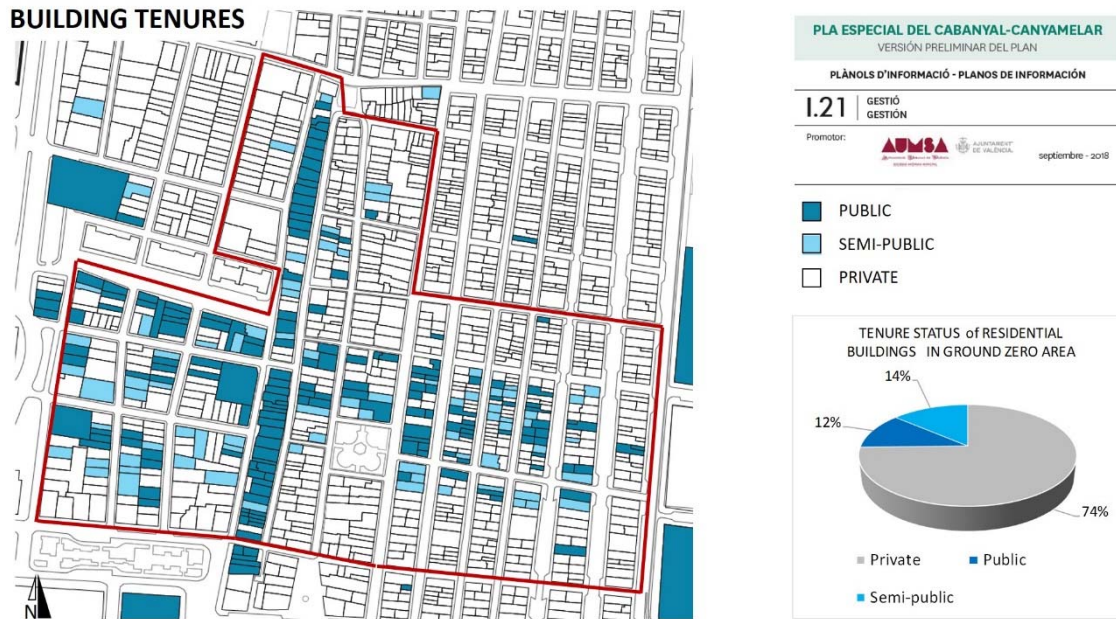 BUILDING TENURES
N
PLA ESPECIAL DEL CABANYAL-CANYAMELAR
VERSIÓN PRELIMINAR DEL PLAN
PLÀNOLS D'INFORMACIÓ - PLANOS DE INFORMACIÓN
I.21
GESTIÓ
GESTIÓN
Promotor:
AUMSA
AJUNTAMENT
DE VALÈNCIA
septiembre - 2018
PUBLIC
SEMI-PUBLIC
PRIVATE
TENURE STATUS of RESIDENTIAL
BUILDINGS IN GROUND ZERO AREA
14%
12%
74%
Private
Public
Semi-public